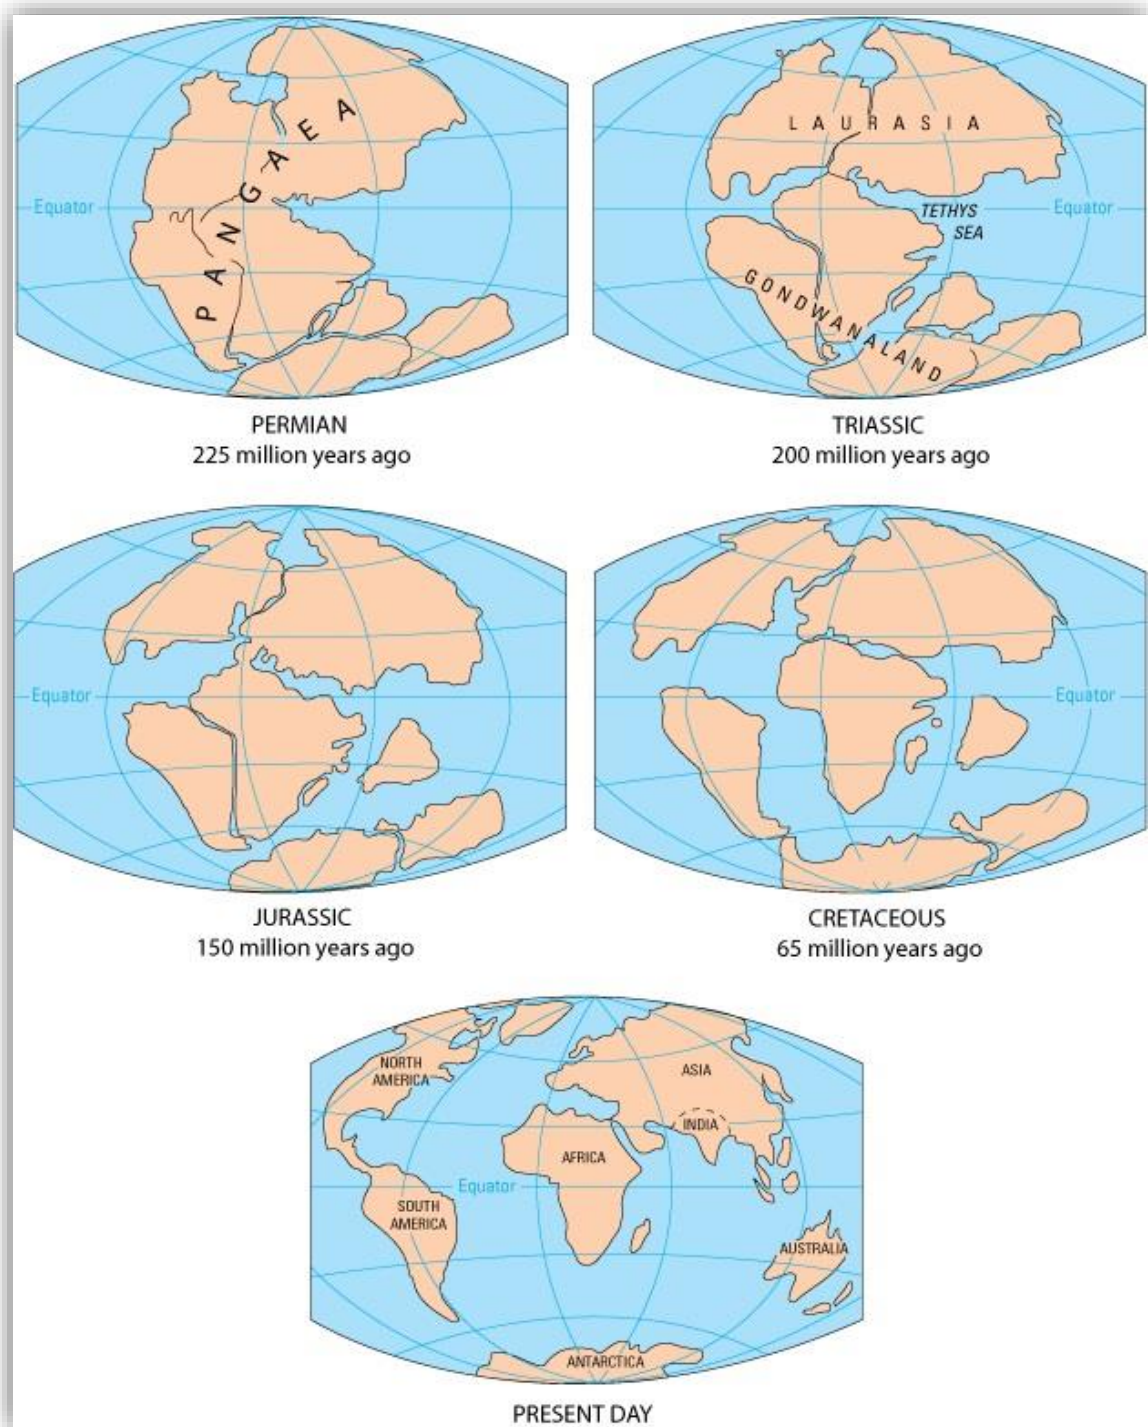 PANGAEA
Equator
PERMIAN
225 million years ago
LAURASIA
TETHYS
SEA
Equator
GONDWANALAND
TRIASSIC
200 million years ago
Equator
JURASSIC
150 million years ago
Equator
CRETACEOUS
65 million years ago
NORTH
AMERICA
ASIA
INDIA
AFRICA
Equator
SOUTH
AMERICA
AUSTRALIA
ANTARCTICA
PRESENT DAY